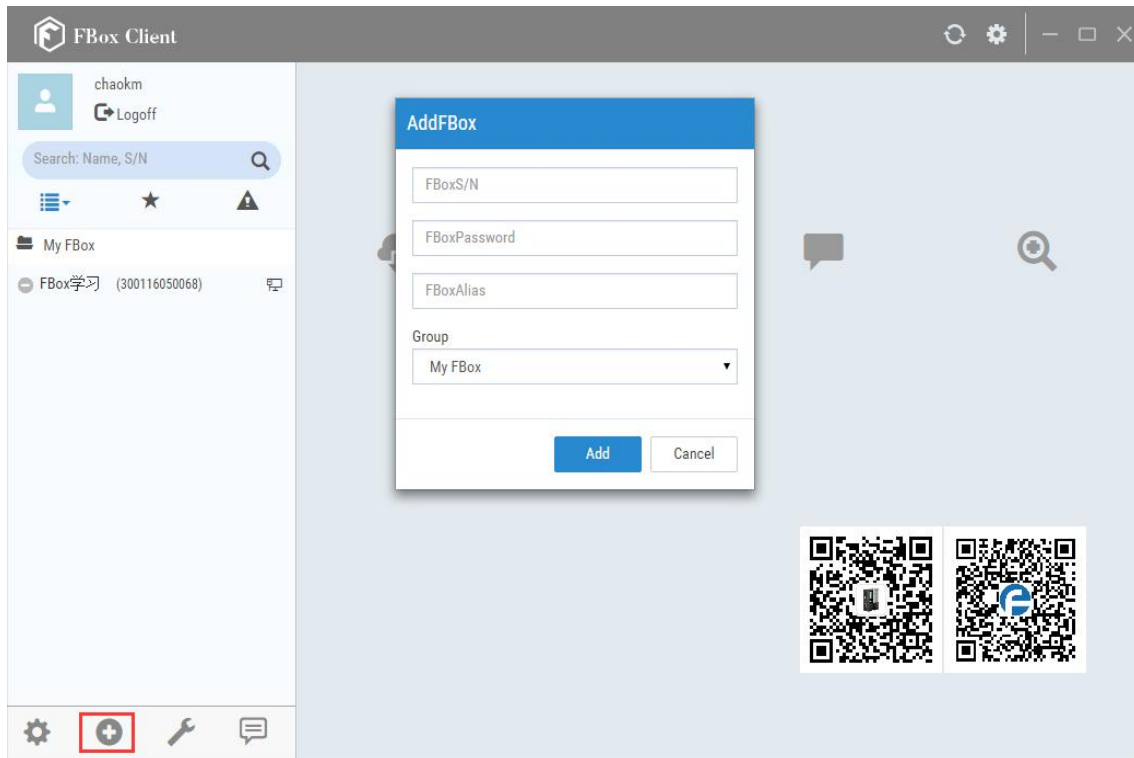 FBox Client
chaokm
Logoff
Search: Name, S/N
My FBox
FBox学习 (300116050068)
AddFBox
FBoxS/N
FBoxPassword
FBoxAlias
Group
My FBox
Add Cancel